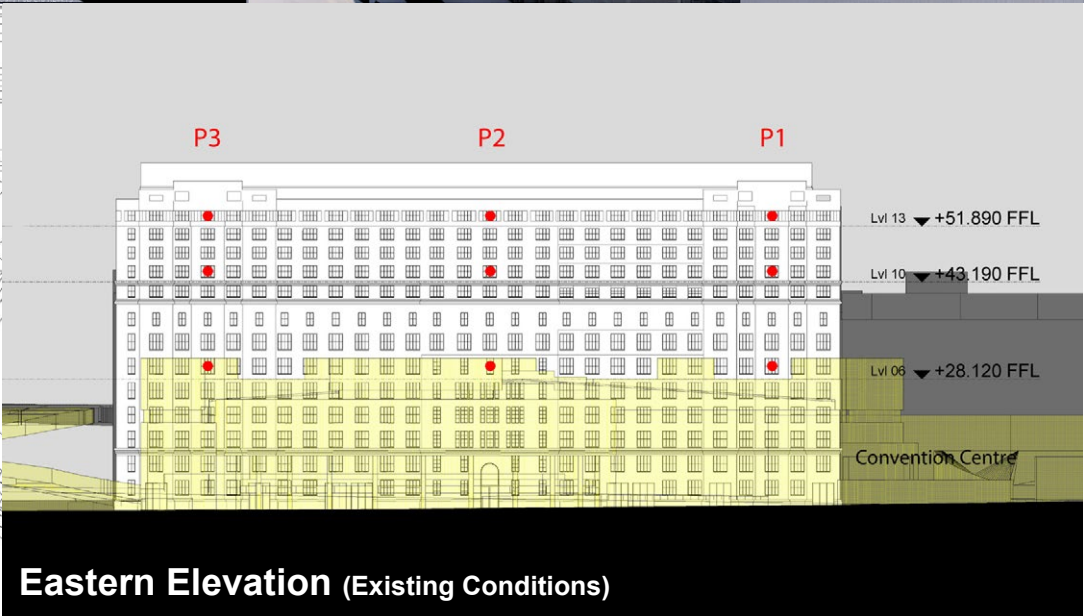 P3 P2 P1
Lvl 13 +51.890 FFL
Lvl 10 +43.190 FFL
Lvl 06 +28.120 FFL
Convention Centre
Eastern Elevation (Existing Conditions)